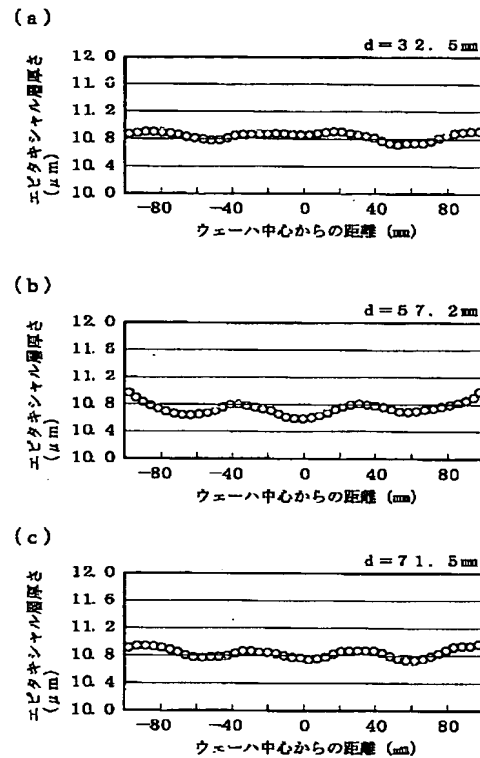 (a)
d=32.5mm
12.0
11.6
11.2
10.8
10.4
10.0
エピタキシャル層厚さ
(μm)
-80 -40 0 40 80
ウェーハ中心からの距離 (mm)
(b)
d=57.2mm
12.0
11.6
11.2
10.8
10.4
10.0
エピタキシャル層厚さ
(μm)
-80 -40 0 40 80
ウェーハ中心からの距離 (mm)
(c)
d=71.5mm
12.0
11.6
11.2
10.8
10.4
10.0
エピタキシャル層厚さ
(μm)
-80 -40 0 40 80
ウェーハ中心からの距離 (mm)